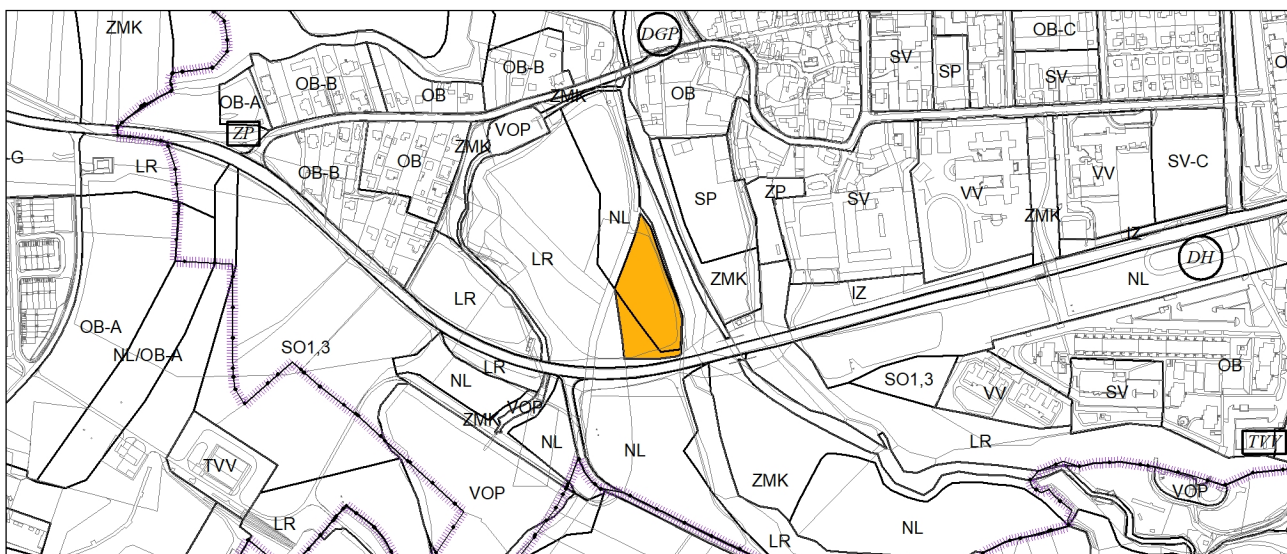 ZMK
DGP
OB-C
SV
SP
SV
O
OB-B
OB-B
OB
OB-A
ZMK
OB
ZP
VOP
ZMK
-G
LR
OB
OB-B
SP
ZP
SV
VV
VV
SV-C
ZMK
NL
IZ
DH
LR
ZMK
NL
LR
IZ
OB-A
NL/OB-A
SO1,3
LR
NL
SO1,3
OB
VV
SV
VOP
ZMK
LR
TVV
NL
NL
TVV
VOP
ZMK
VOP
NL
LR
LR